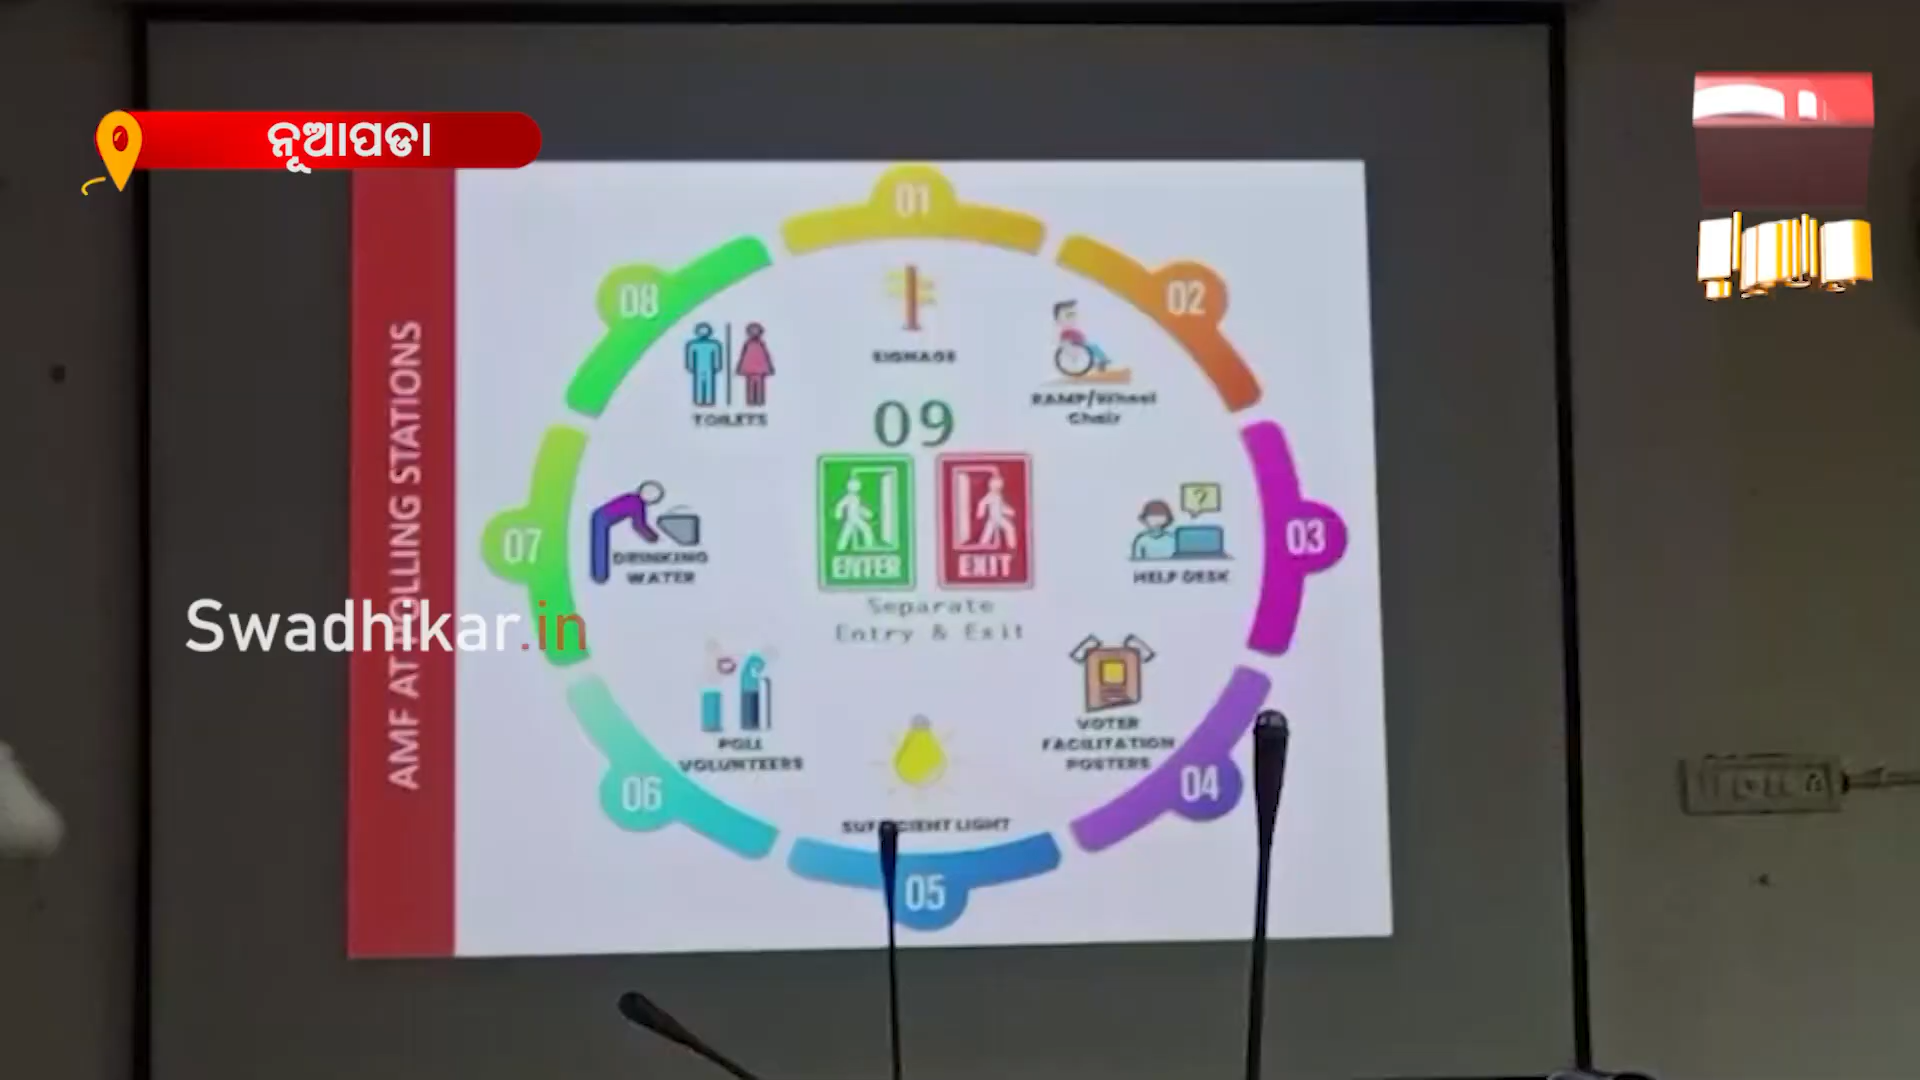 ନୂଆପଡା
AMF AT POLLING STATIONS
01
SIGNAGE
02
RAMP/Wheel
Chair
03
HELP DESK
04
VOTER
FACILITATION
POSTERS
05
SUFFICIENT LIGHT
06
POLL
VOLUNTEERS
07
DRINKING
WATER
08
TOILETS
09
ENTER
EXIT
Separate
Entry & Exit
Swadhikar.in